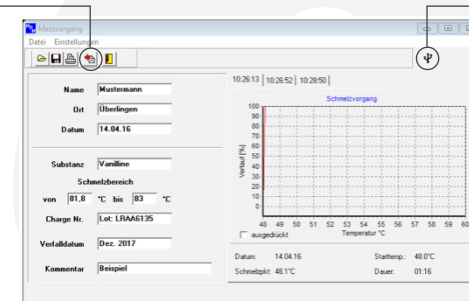 Messvorgang
Datei Einstellungen
Name Mustermann
Ort Überlingen
Datum 14.04.16
Substanz Vanilline
Schmelzbereich
von 81,8 °C bis 83 °C
Charge Nr. Lot: LRAA6135
Verfalldatum Dez. 2017
Kommentar Beispiel
10:26:13 10:26:52 10:28:50
Schmelzvorgang
Verlauf [%]
100
90
80
70
60
50
40
30
20
10
0
48 49 50 51 52 53 54 55 56 57 58 59 60
Temperatur °C
ausgedrückt
Datum: 14.04.16 Starttemp.: 48.0°C
Schmelzpkt: 48.1°C Dauer: 01:16